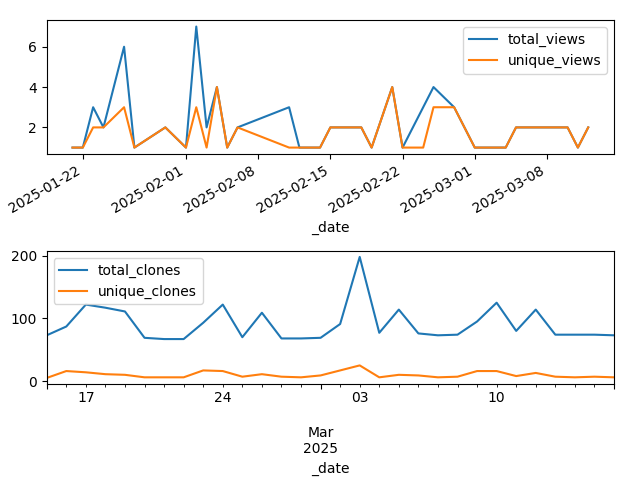 6
4
2
total_views
unique_views
2025-01-22
2025-02-01
2025-02-08
2025-02-15
2025-02-22
2025-03-01
2025-03-08
_date
200
100
0
total_clones
unique_clones
17
24
03
10
Mar
2025
_date